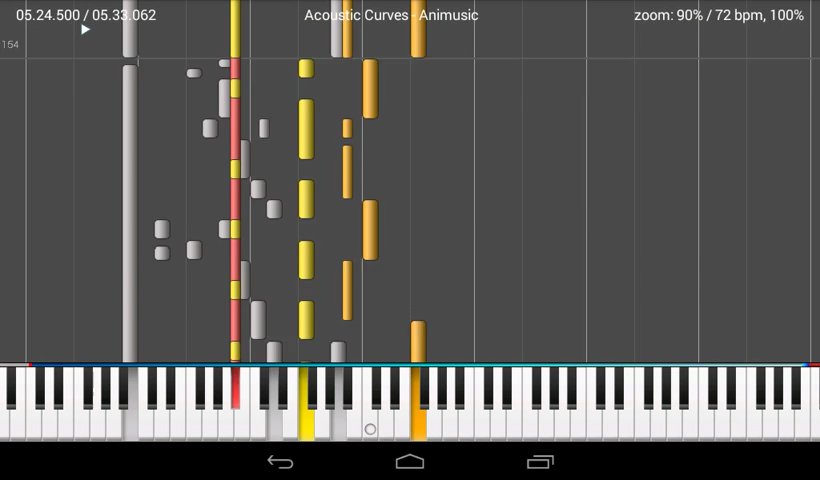 05.24.500 / 05.33.062
Acoustic Curves - Animusic
zoom: 90% / 72 bpm, 100%
154